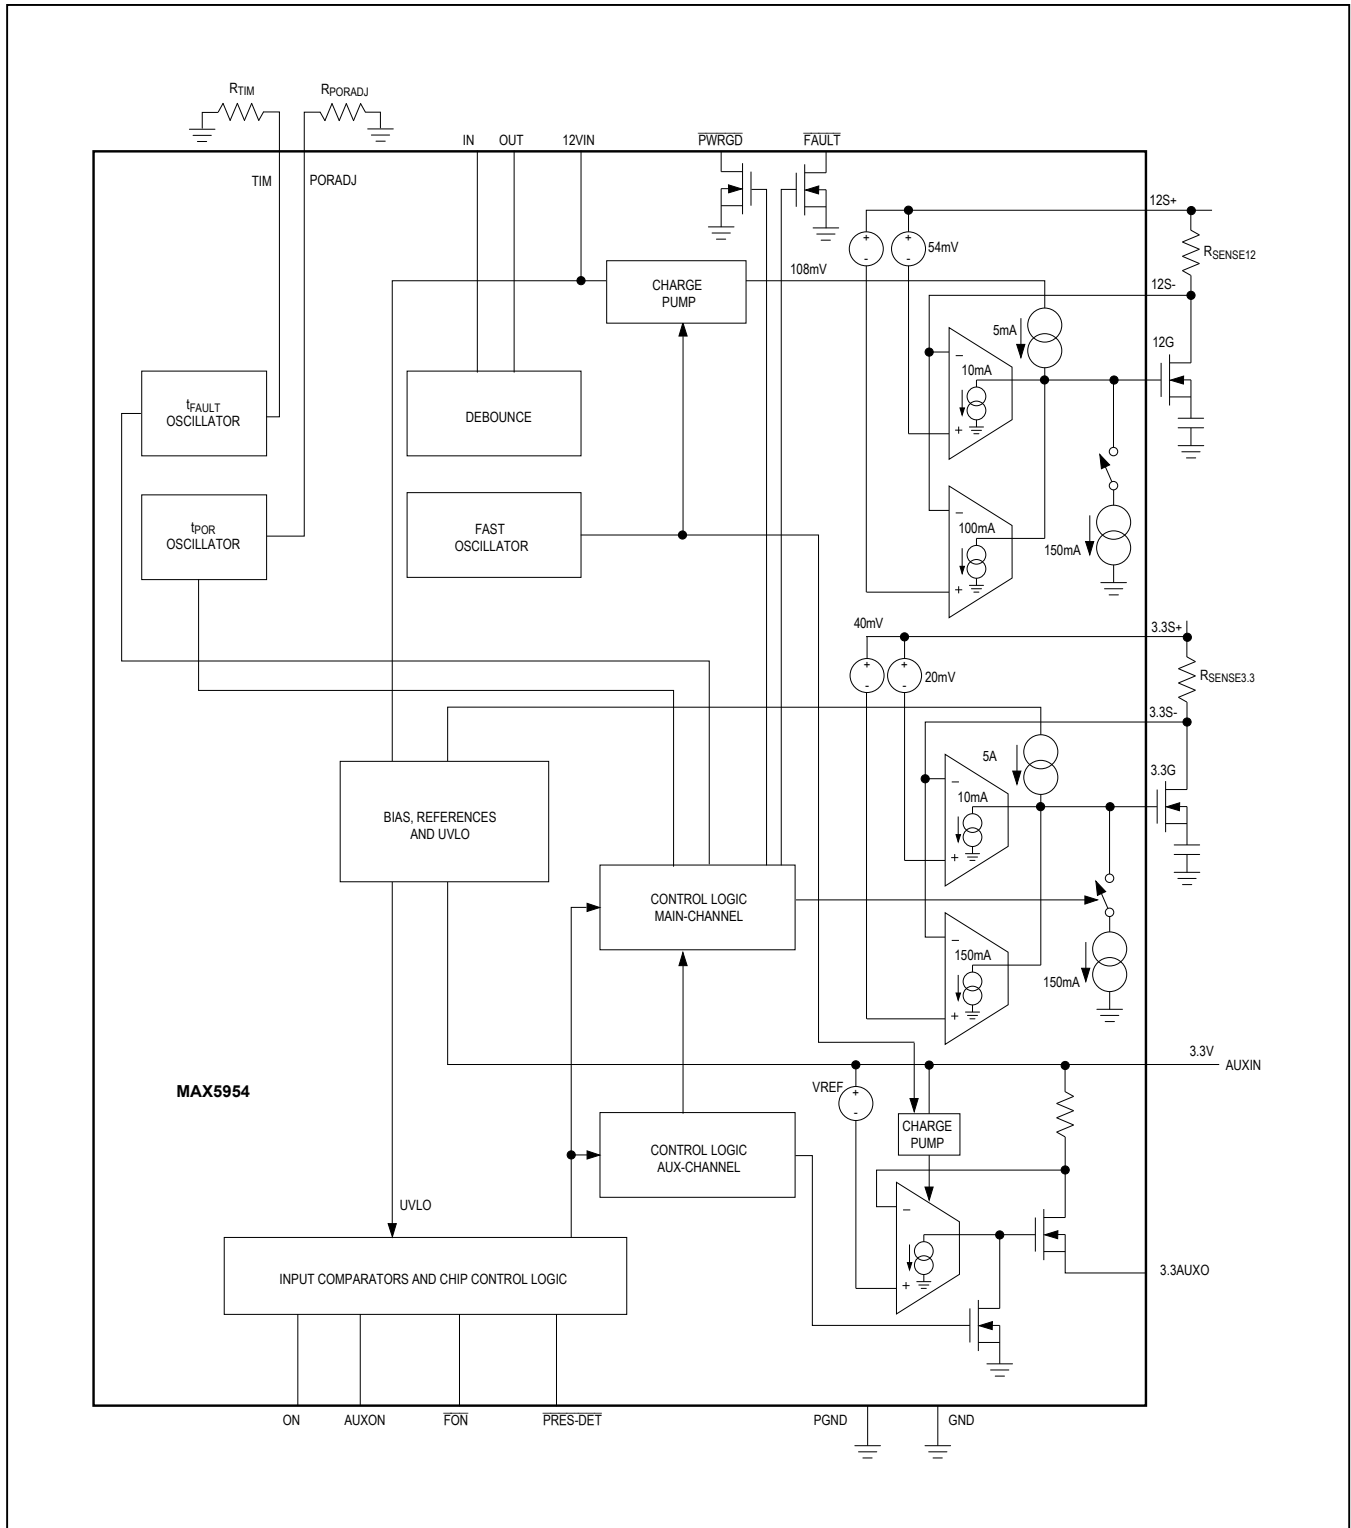 RTIM
RPORADJ
IN
OUT
12VIN
PWRGD
FAULT
TIM
PORADJ
12S+
54mV
RSENSE12
108mV
CHARGE
PUMP
12S-
5mA
12G
10mA
−
+
tFAULT
OSCILLATOR
DEBOUNCE
tPOR
OSCILLATOR
FAST
OSCILLATOR
−
100mA
+
150mA
40mV
3.3S+
20mV
RSENSE3.3
3.3S-
5A
3.3G
−
10mA
+
BIAS, REFERENCES
AND UVLO
CONTROL LOGIC
MAIN-CHANNEL
−
150mA
+
150mA
3.3V
AUXIN
MAX5954
VREF
CHARGE
PUMP
CONTROL LOGIC
AUX-CHANNEL
UVLO
−
+
INPUT COMPARATORS AND CHIP CONTROL LOGIC
3.3AUXO
ON
AUXON
FON
PRES-DET
PGND
GND